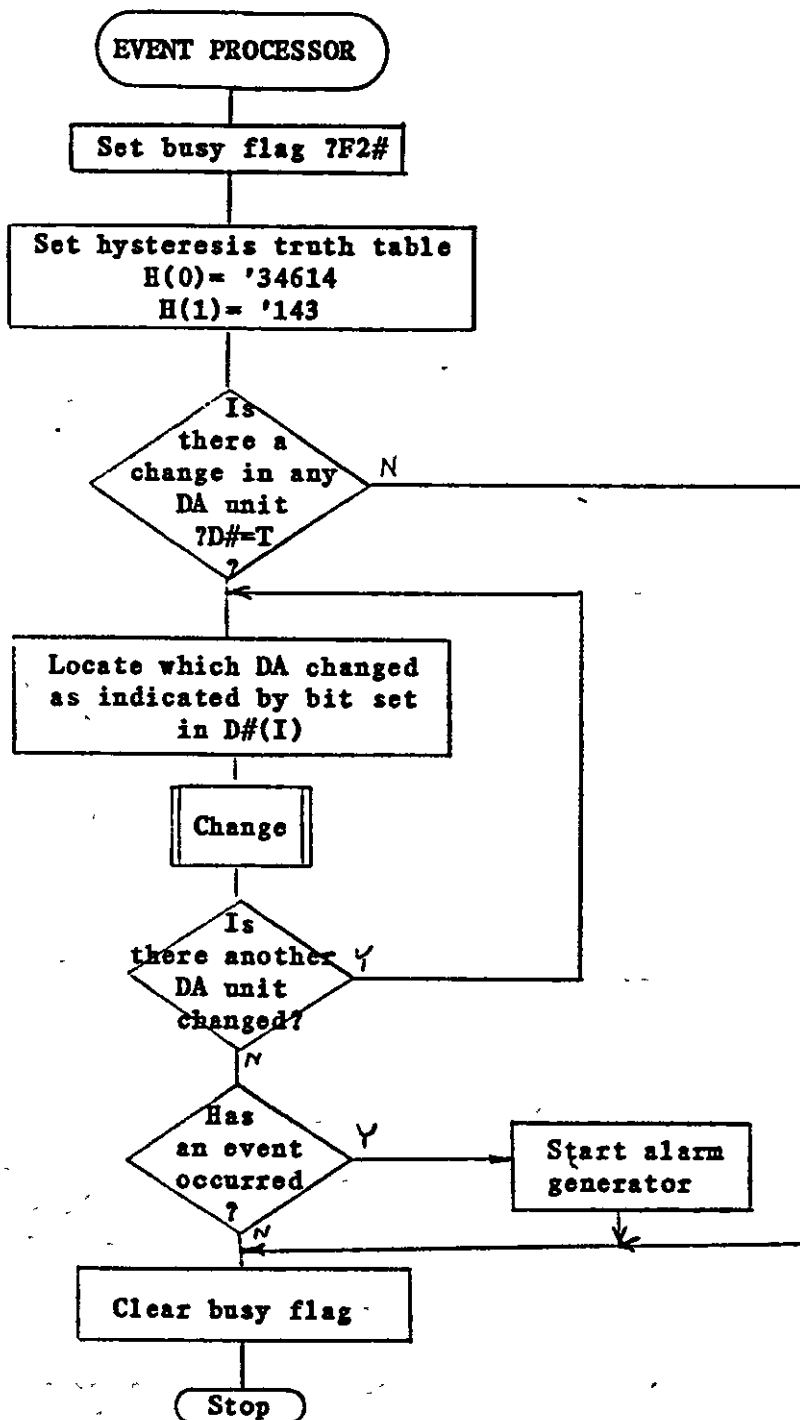 EVENT PROCESSOR
Set busy flag ?F2#
Set hysteresis truth table
H(0)= '34614
H(1)= '143
Is
there a
change in any
DA unit
?D#=T
?
N
Locate which DA changed
as indicated by bit set
in D#(I)
Change
Is
there another
DA unit
changed?
Y
N
Has
an event
occurred
?
Y
N
Start alarm
generator
Clear busy flag
Stop